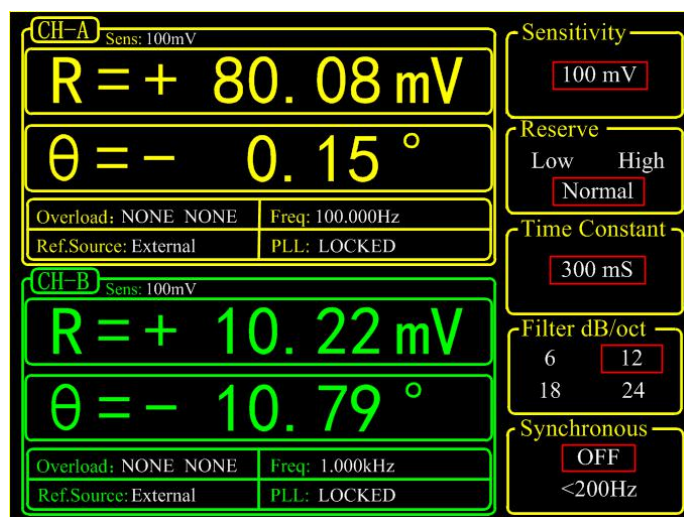 CH-A Sens: 100mV
R=+ 80.08 mV
θ=- 0.15 °
Overload: NONE NONE Freq: 100.000Hz
Ref.Source: External PLL: LOCKED
CH-B Sens: 100mV
R=+ 10.22 mV
θ=- 10.79 °
Overload: NONE NONE Freq: 1.000kHz
Ref.Source: External PLL: LOCKED
Sensitivity
100 mV
Reserve
Low High
Normal
Time Constant
300 mS
Filter dB/oct
6 12
18 24
Synchronous
OFF
<200Hz